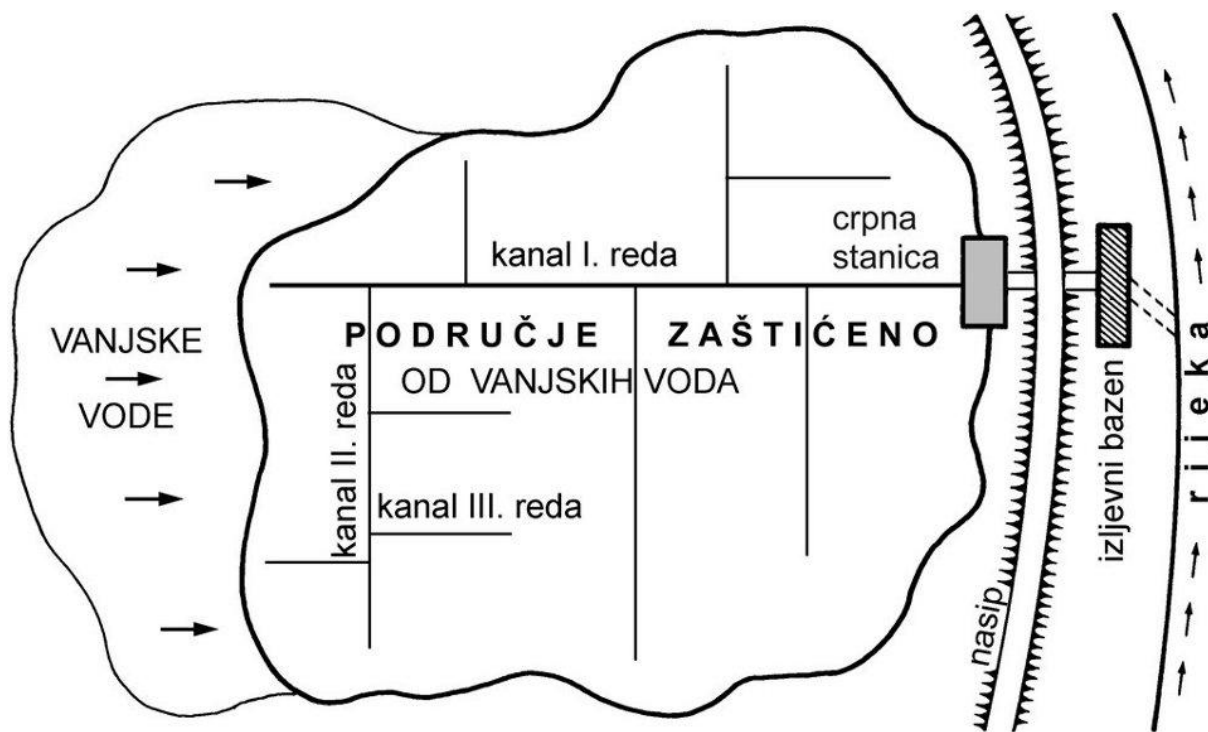 crpna
stanica
kanal I. reda
VANJSKE
VODE
PODRUČJE ZAŠTIĆENO
OD VANJSKIH VODA
kanal II. reda
kanal III. reda
nasip
izljevni bazen
rijeka